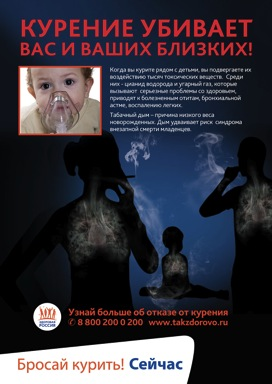 КУРЕНИЕ УБИВАЕТ
ВАС И ВАШИХ БЛИЗКИХ!
Когда вы курите рядом с детьми, вы подвергаете их
воздействию тысяч токсических веществ. Среди
них - цианид водорода и угарный газ, которые
вызывают серьезные проблемы со здоровьем,
приводят к болезненным отитам, бронхиальной
астме, воспалению легких.
Табачный дым – причина низкого веса
новорожденных. Дым удваивает риск синдрома
внезапной смерти младенцев.
ЗДОРОВАЯ
РОССИЯ
Узнай больше об отказе от курения
8 800 200 0 200 www.takzdorovo.ru
Бросай курить! Сейчас